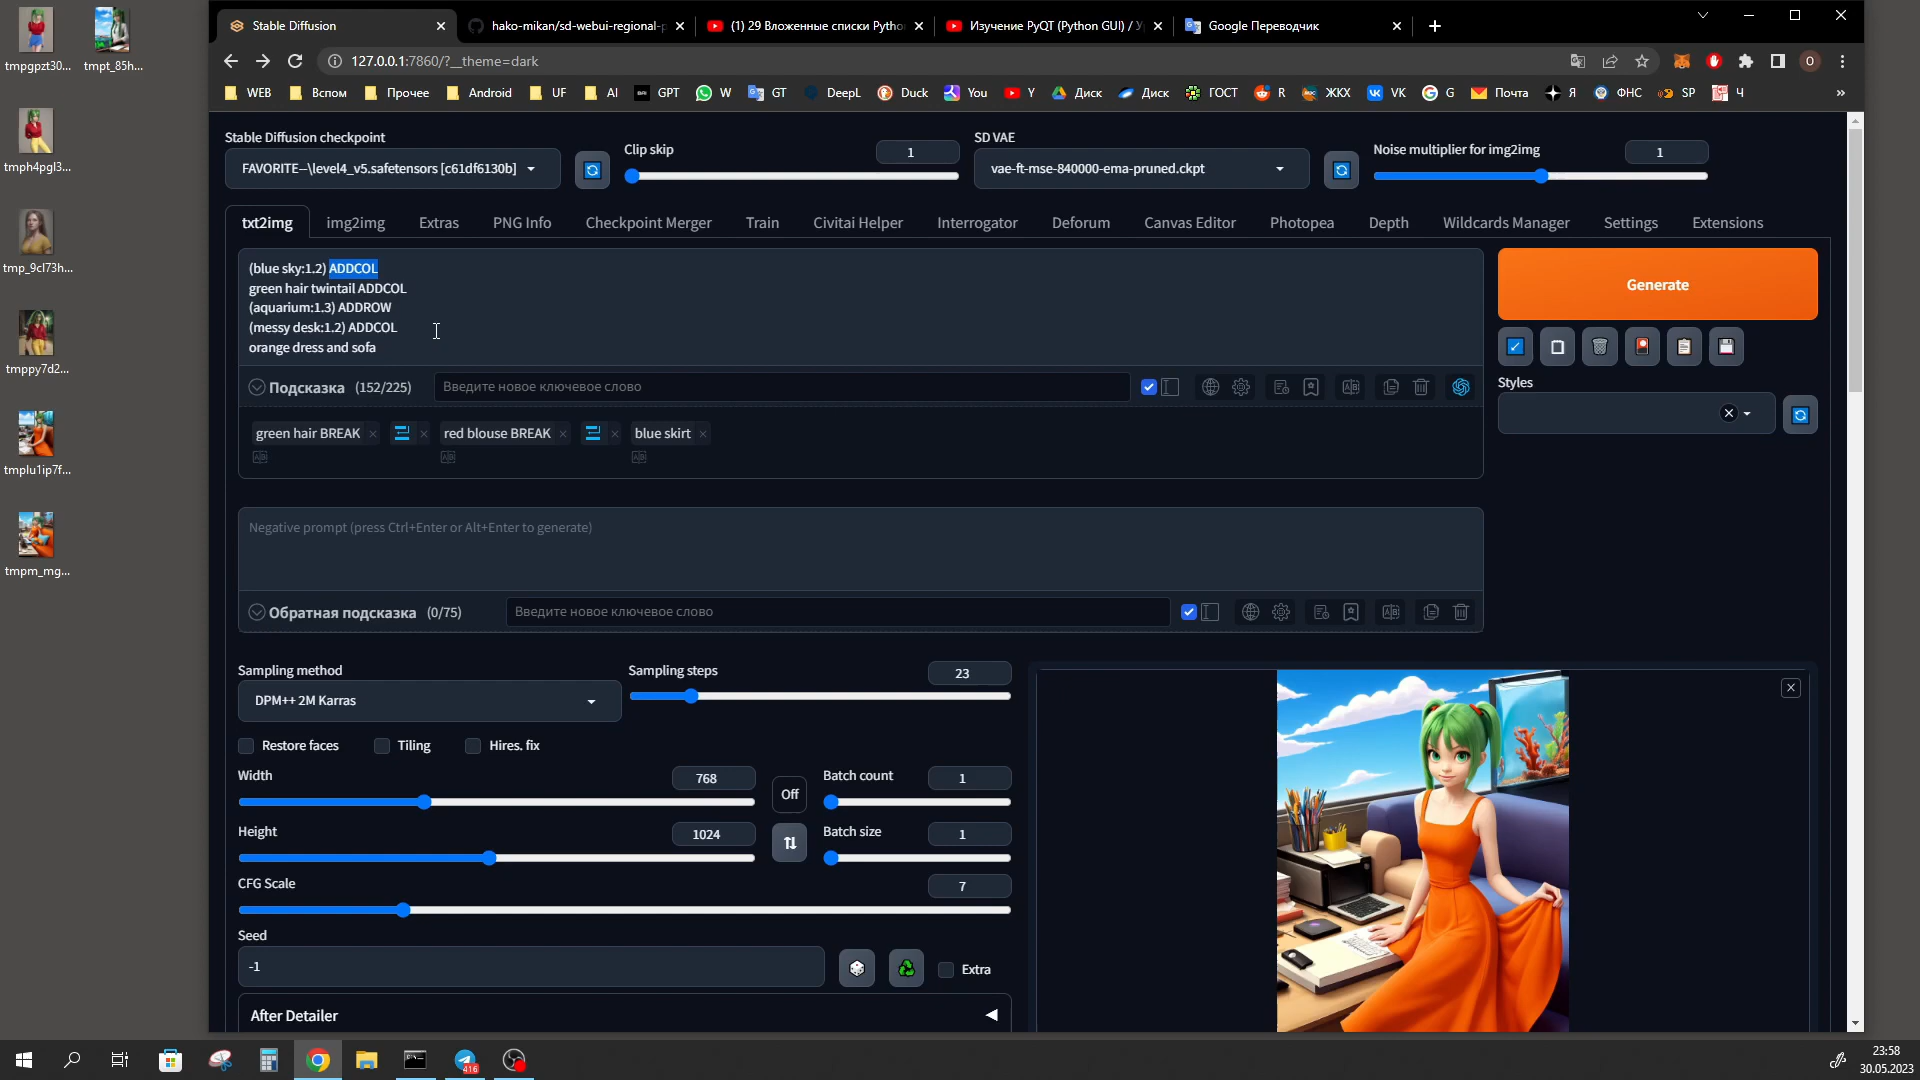 tmpgpzt30...
tmpt_85h...
tmph4pgl3...
tmp_9cl73h...
tmppy7d2...
tmplu1ip7f...
tmpm_mg...
Stable Diffusion
hako-mikan/sd-webui-regional-p
(1) 29 Вложенные списки Pytho
Изучение PyQT (Python GUI) / У
Google Переводчик
127.0.0.1:7860/?__theme=dark
О
WEB
Вспом
Прочее
Android
UF
AI
GPT
W
GT
DeepL
Duck
You
Y
Диск
Диск
ГОСТ
R
ЖКХ
VK
G
Почта
Я
ФНС
SP
Ч
»
Stable Diffusion checkpoint
FAVORITE--\level4_v5.safetensors [c61df6130b]
Clip skip
1
SD VAE
vae-ft-mse-840000-ema-pruned.ckpt
Noise multiplier for img2img
1
txt2img
img2img
Extras
PNG Info
Checkpoint Merger
Train
Civitai Helper
Interrogator
Deforum
Canvas Editor
Photopea
Depth
Wildcards Manager
Settings
Extensions
(blue sky:1.2) ADDCOL
green hair twintail ADDCOL
(aquarium:1.3) ADDROW
(messy desk:1.2) ADDCOL
orange dress and sofa
Generate
Подсказка (152/225)
Введите новое ключевое слово
Styles
green hair BREAK
red blouse BREAK
blue skirt
Negative prompt (press Ctrl+Enter or Alt+Enter to generate)
Обратная подсказка (0/75)
Введите новое ключевое слово
Sampling method
DPM++ 2M Karras
Sampling steps
23
Restore faces
Tiling
Hires. fix
Width
768
Off
Batch count
1
Height
1024
Batch size
1
CFG Scale
7
Seed
-1
Extra
After Detailer
416
23:58
30.05.2023